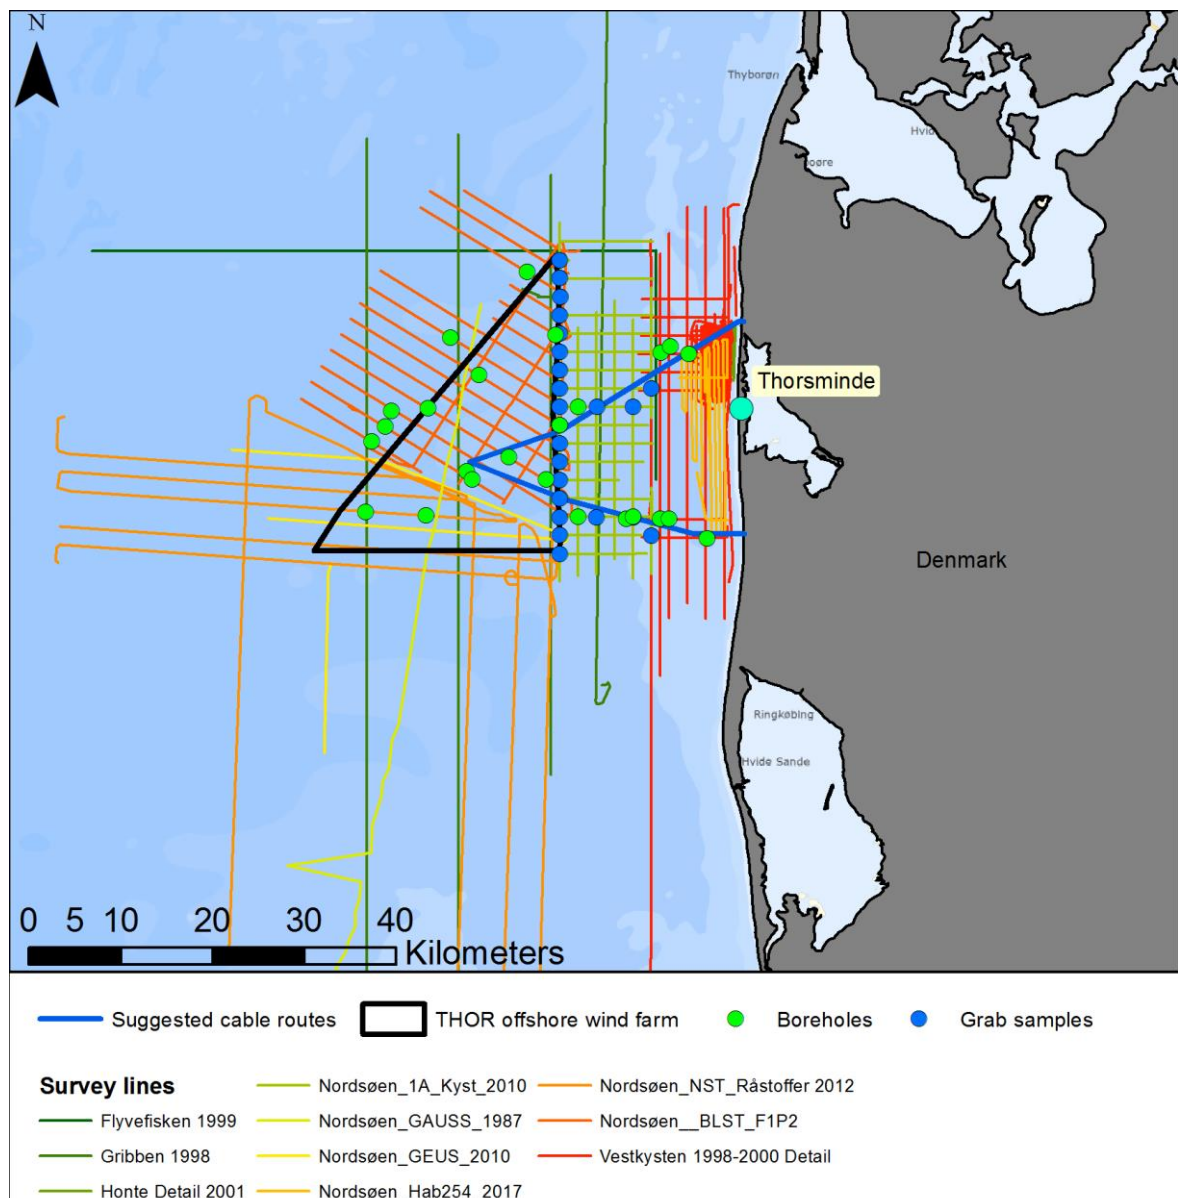 N
Thyborøn
Hvid
oøre
Thorsminde
Denmark
Ringkøbing
Hvide Sande
0 5 10 20 30 40
Kilometers
Suggested cable routes THOR offshore wind farm Boreholes Grab samples
Survey lines Nordsøen_1A_Kyst_2010 Nordsøen_NST_Råstoffer 2012
Flyvefisken 1999 Nordsøen_GAUSS_1987 Nordsøen__BLST_F1P2
Gribben 1998 Nordsøen_GEUS_2010 Vestkysten 1998-2000 Detail
Honte Detail 2001 Nordsøen_Hab254_2017